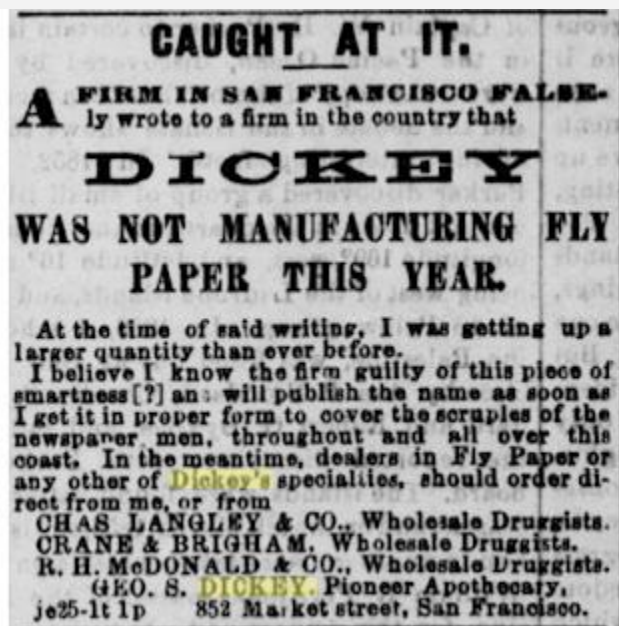 CAUGHT AT IT.
A FIRM IN SAN FRANCISCO FALSE-
ly wrote to a firm in the country that
DICKEY
WAS NOT MANUFACTURING FLY
PAPER THIS YEAR.
At the time of said writing, I was getting up a
larger quantity than ever before.
I believe I know the firm guilty of this piece of
smartness[?] an will publish the name as soon as
I get it in proper form to cover the scruples of the
newspaper men, throughout and all over this
coast. In the meantime, dealers in Fly Paper or
any other of Dickey's specialties, should order di-
rect from me, or from
CHAS LANGLEY & CO., Wholesale Druggists.
CRANE & BRIGHAM, Wholesale Druggists.
R. H. McDONALD & CO., Wholesale Druggists.
GEO. S. DICKEY. Pioneer Apothecary,
je25-1t 1p 852 Market street, San Francisco.